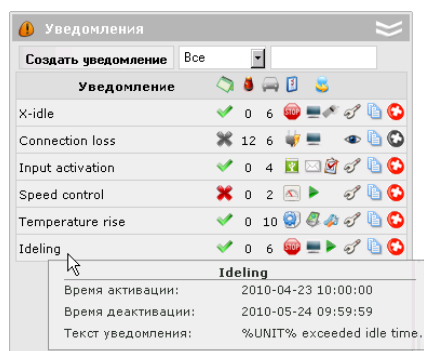 Уведомления
Создать уведомление Все
Уведомление
X-idle 0 6 STOP
Connection loss 12 6
Input activation 0 4
Speed control 0 2
Temperature rise 0 10
Ideling 0 6 STOP
Ideling
Время активации: 2010-04-23 10:00:00
Время деактивации: 2010-05-24 09:59:59
Текст уведомления: %UNIT% exceeded idle time.